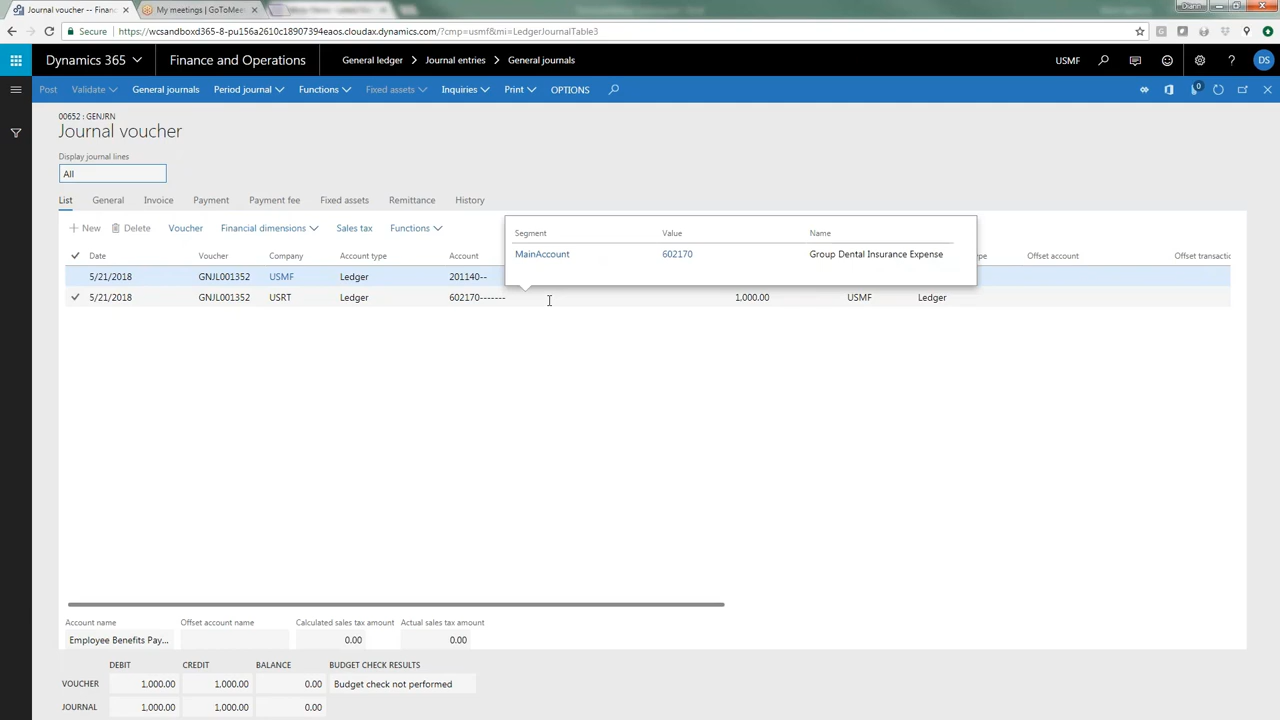 Journal voucher -- Finan
My meetings | GoToMee
Diann
Secure
https://wcsandboxd365-8-pu156a2610c18907394eaos.cloudax.dynamics.com/?cmp=usmf&mi=LedgerJournalTable3
Dynamics 365
Finance and Operations
General ledger > Journal entries > General journals
USMF
?
DS
Post
Validate
General journals
Period journal
Functions
Fixed assets
Inquiries
Print
OPTIONS
0
00652 : GENJRN
Journal voucher
Display journal lines
All
List General Invoice Payment Payment fee Fixed assets Remittance History
+ New Delete Voucher Financial dimensions Sales tax Functions
Segment Value Name
MainAccount 602170 Group Dental Insurance Expense
Date Voucher Company Account type Account Offset account Offset transactic
5/21/2018 GNJL001352 USMF Ledger 201140--
5/21/2018 GNJL001352 USRT Ledger 602170------- 1,000.00 USMF Ledger
Account name Offset account name Calculated sales tax amount Actual sales tax amount
Employee Benefits Pay... 0.00 0.00
DEBIT CREDIT BALANCE BUDGET CHECK RESULTS
VOUCHER 1,000.00 1,000.00 0.00 Budget check not performed
JOURNAL 1,000.00 1,000.00 0.00